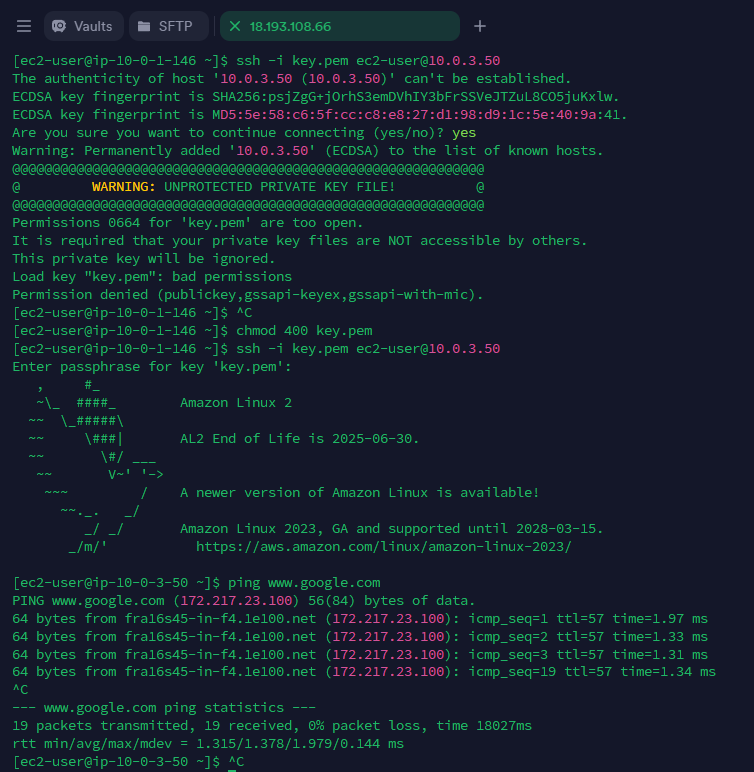 Vaults SFTP 18.193.108.66
[ec2-user@ip-10-0-1-146 ~]$ ssh -i key.pem ec2-user@10.0.3.50
The authenticity of host '10.0.3.50 (10.0.3.50)' can't be established.
ECDSA key fingerprint is SHA256:psjZgG+jOrhS3emDVhIY3bFrSSVeJTZuL8CO5juKxlw.
ECDSA key fingerprint is MD5:5e:58:c6:5f:cc:c8:e8:27:d1:98:d9:1c:5e:40:9a:41.
Are you sure you want to continue connecting (yes/no)? yes
Warning: Permanently added '10.0.3.50' (ECDSA) to the list of known hosts.
@@@@@@@@@@@@@@@@@@@@@@@@@@@@@@@@@@@@@@@@@@@@@@@@@@@@@@@@@@@
@         WARNING: UNPROTECTED PRIVATE KEY FILE!          @
@@@@@@@@@@@@@@@@@@@@@@@@@@@@@@@@@@@@@@@@@@@@@@@@@@@@@@@@@@@
Permissions 0664 for 'key.pem' are too open.
It is required that your private key files are NOT accessible by others.
This private key will be ignored.
Load key "key.pem": bad permissions
Permission denied (publickey,gssapi-keyex,gssapi-with-mic).
[ec2-user@ip-10-0-1-146 ~]$ ^C
[ec2-user@ip-10-0-1-146 ~]$ chmod 400 key.pem
[ec2-user@ip-10-0-1-146 ~]$ ssh -i key.pem ec2-user@10.0.3.50
Enter passphrase for key 'key.pem':
   ,     #_
   ~\_  ####_        Amazon Linux 2
  ~~  \_#####\
  ~~     \###|       AL2 End of Life is 2025-06-30.
  ~~       \#/ ___
   ~~       V~' '->
    ~~~         /    A newer version of Amazon Linux is available!
      ~~._.   _/
         _/ _/       Amazon Linux 2023, GA and supported until 2028-03-15.
       _/m/'           https://aws.amazon.com/linux/amazon-linux-2023/
[ec2-user@ip-10-0-3-50 ~]$ ping www.google.com
PING www.google.com (172.217.23.100) 56(84) bytes of data.
64 bytes from fra16s45-in-f4.1e100.net (172.217.23.100): icmp_seq=1 ttl=57 time=1.97 ms
64 bytes from fra16s45-in-f4.1e100.net (172.217.23.100): icmp_seq=2 ttl=57 time=1.33 ms
64 bytes from fra16s45-in-f4.1e100.net (172.217.23.100): icmp_seq=3 ttl=57 time=1.31 ms
64 bytes from fra16s45-in-f4.1e100.net (172.217.23.100): icmp_seq=19 ttl=57 time=1.34 ms
^C
--- www.google.com ping statistics ---
19 packets transmitted, 19 received, 0% packet loss, time 18027ms
rtt min/avg/max/mdev = 1.315/1.378/1.979/0.144 ms
[ec2-user@ip-10-0-3-50 ~]$ ^C